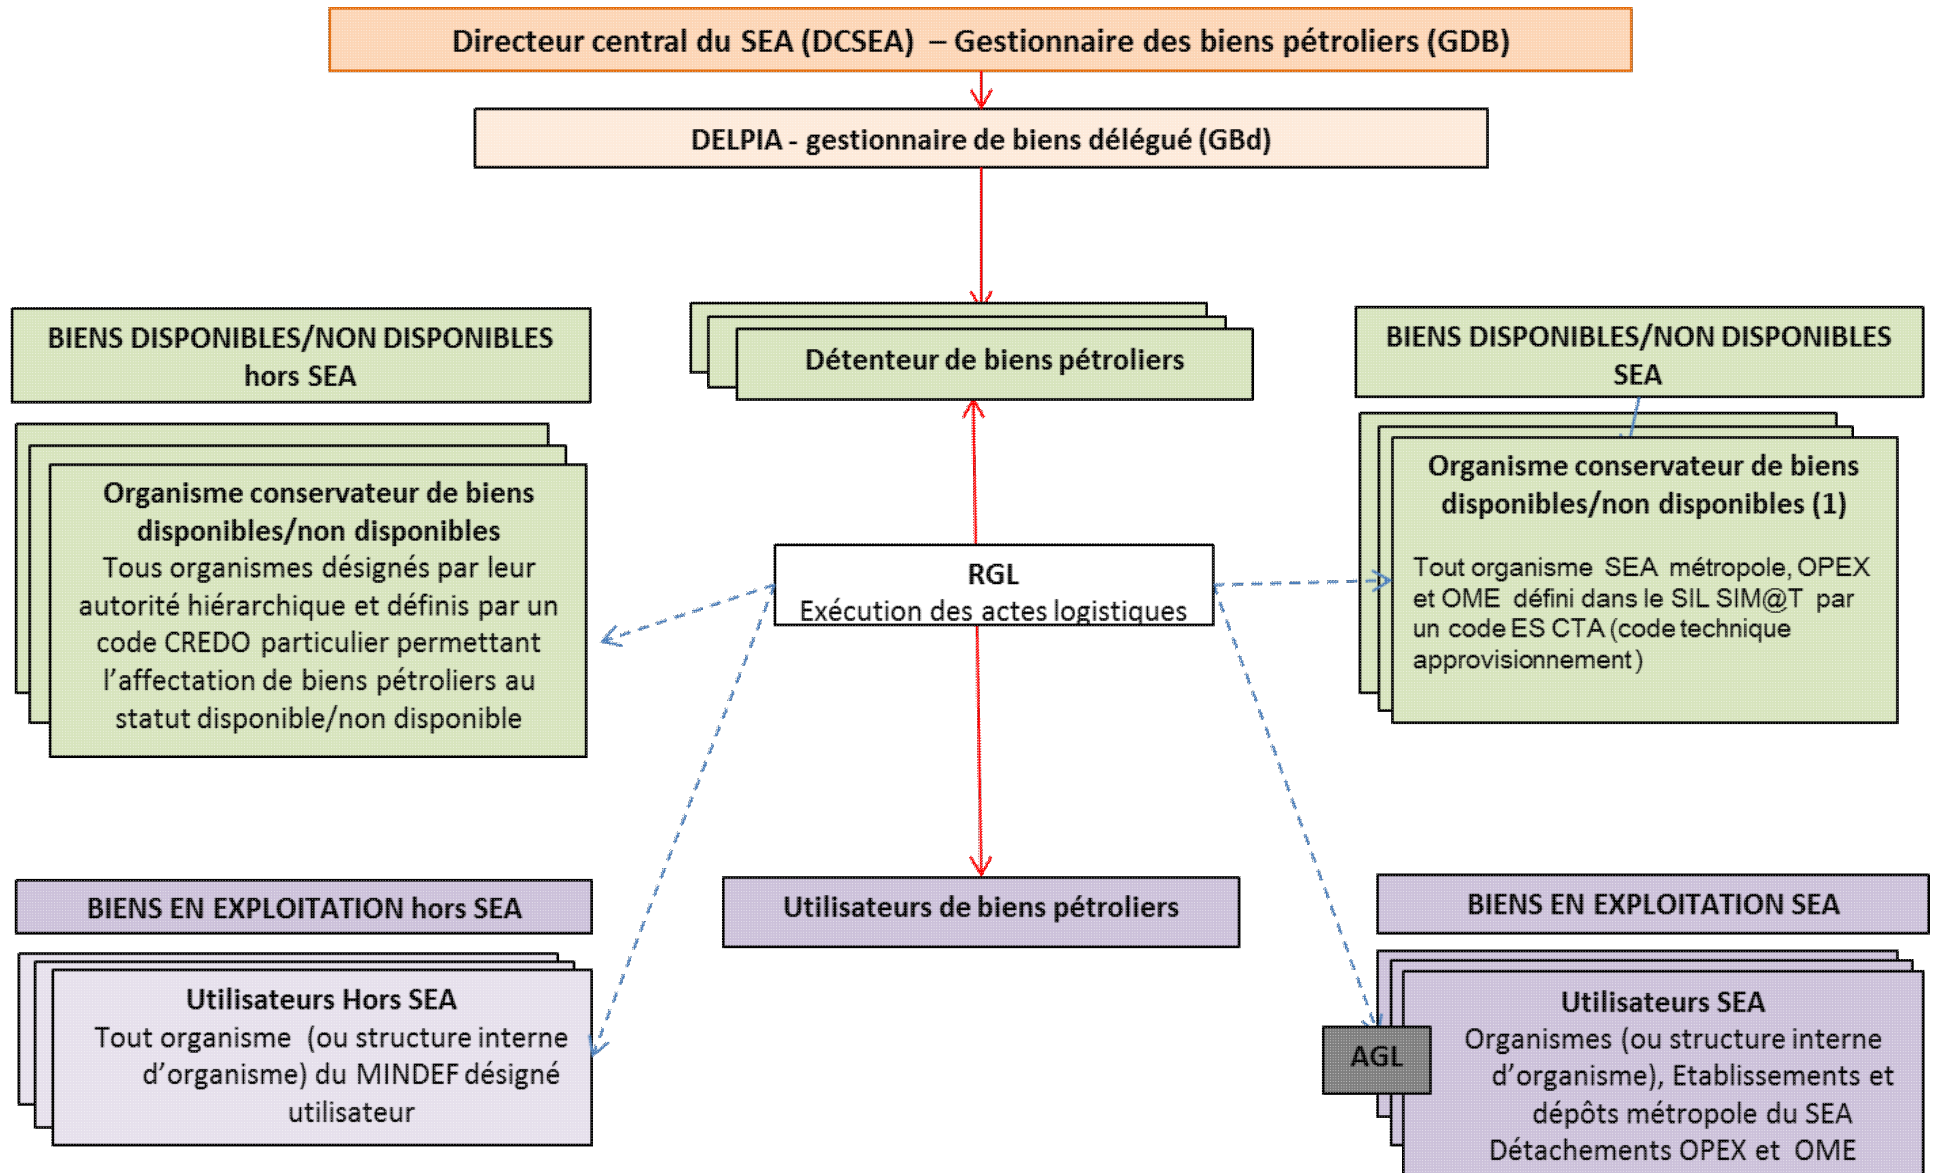 Directeur central du SEA (DCSEA) – Gestionnaire des biens pétroliers (GDB)
DELPIA - gestionnaire de biens délégué (GBd)
BIENS DISPONIBLES/NON DISPONIBLES
hors SEA
Détenteur de biens pétroliers
BIENS DISPONIBLES/NON DISPONIBLES
SEA
Organisme conservateur de biens
disponibles/non disponibles
Tous organismes désignés par leur
autorité hiérarchique et définis par un
code CREDO particulier permettant
l'affectation de biens pétroliers au
statut disponible/non disponible
RGL
Exécution des actes logistiques
Organisme conservateur de biens
disponibles/non disponibles (1)
Tout organisme SEA métropole, OPEX
et OME défini dans le SIL SIM@T par
un code ES CTA (code technique
approvisionnement)
BIENS EN EXPLOITATION hors SEA
Utilisateurs de biens pétroliers
BIENS EN EXPLOITATION SEA
Utilisateurs Hors SEA
Tout organisme (ou structure interne
d'organisme) du MINDEF désigné
utilisateur
AGL
Utilisateurs SEA
Organismes (ou structure interne
d'organisme), Etablissements et
dépôts métropole du SEA
Détachements OPEX et OME